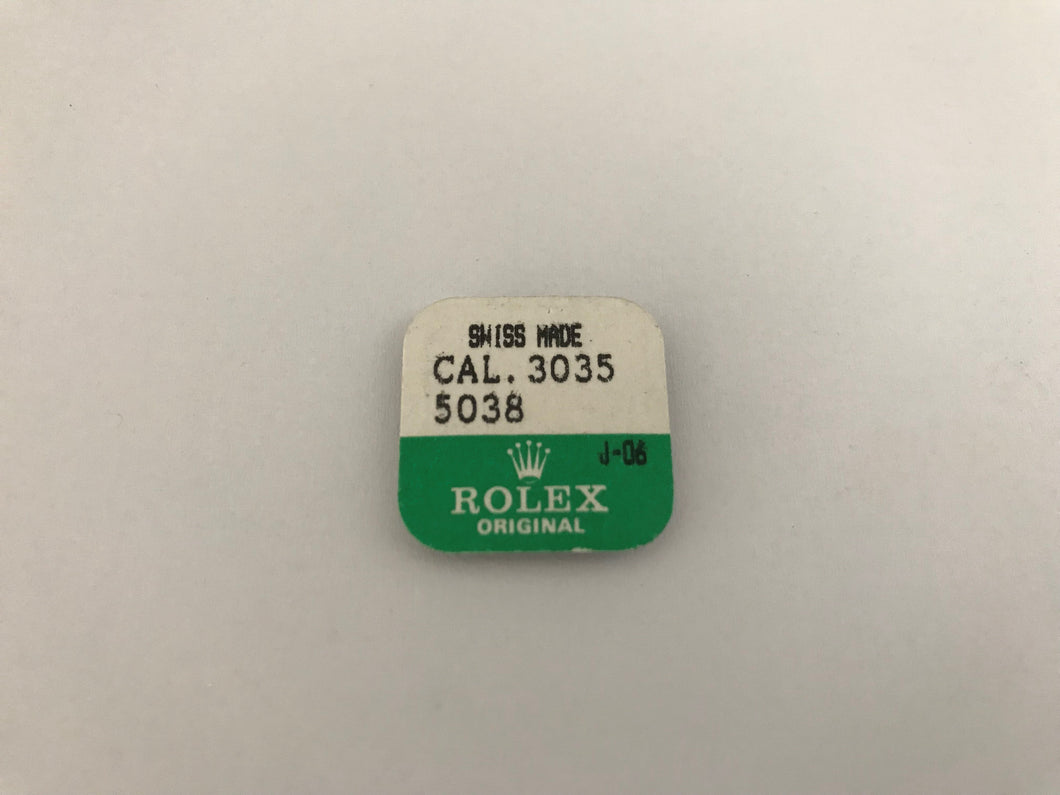 SWISS MADE
CAL. 3035
5038
J-06
ROLEX
ORIGINAL